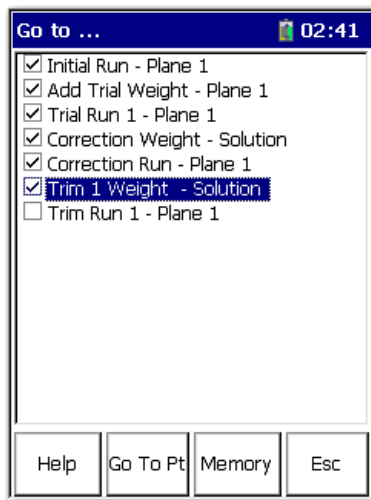 Go to ... 02:41
Initial Run - Plane 1
Add Trial Weight - Plane 1
Trial Run 1 - Plane 1
Correction Weight - Solution
Correction Run - Plane 1
Trim 1 Weight  - Solution
Trim Run 1 - Plane 1
Help Go To Pt Memory Esc